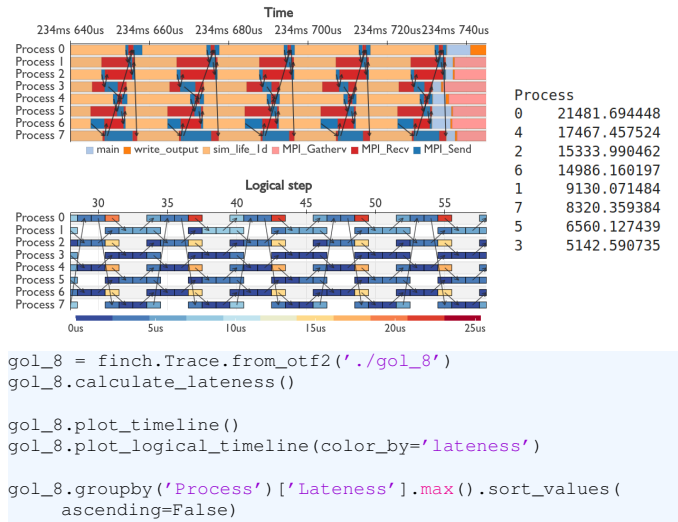 Time
234ms 640us 234ms 660us 234ms 680us 234ms 700us 234ms 720us 234ms 740us
Process 0
Process 1
Process 2
Process 3
Process 4
Process 5
Process 6
Process 7
main write_output sim_life_1d MPI_Gatherv MPI_Recv MPI_Send
Logical step
30 35 40 45 50 55
Process 0
Process 1
Process 2
Process 3
Process 4
Process 5
Process 6
Process 7
0us 5us 10us 15us 20us 25us
Process
0 21481.694448
4 17467.457524
2 15333.990462
6 14986.160197
1 9130.071484
7 8320.359384
5 6560.127439
3 5142.590735
gol_8 = finch.Trace.from_otf2('./gol_8')
gol_8.calculate_lateness()
gol_8.plot_timeline()
gol_8.plot_logical_timeline(color_by='lateness')
gol_8.groupby('Process')['Lateness'].max().sort_values(
ascending=False)